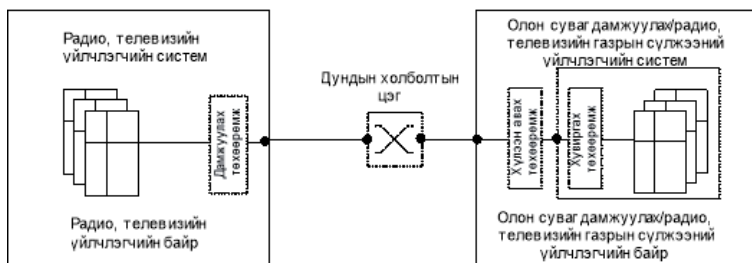 Радио, телевизийн
үйлчлэгчийн систем
Дамжуулах
төхөөрөмж
Радио, телевизийн
үйлчлэгчийн байр
Дундын холболтын
цэг
Олон суваг дамжуулах/радио,
телевизийн газрын сүлжээний
үйлчлэгчийн систем
Хүлээн авах
төхөөрөмж
Хувиргах
төхөөрөмж
Олон суваг дамжуулах/радио,
телевизийн газрын сүлжээний
үйлчлэгчийн байр